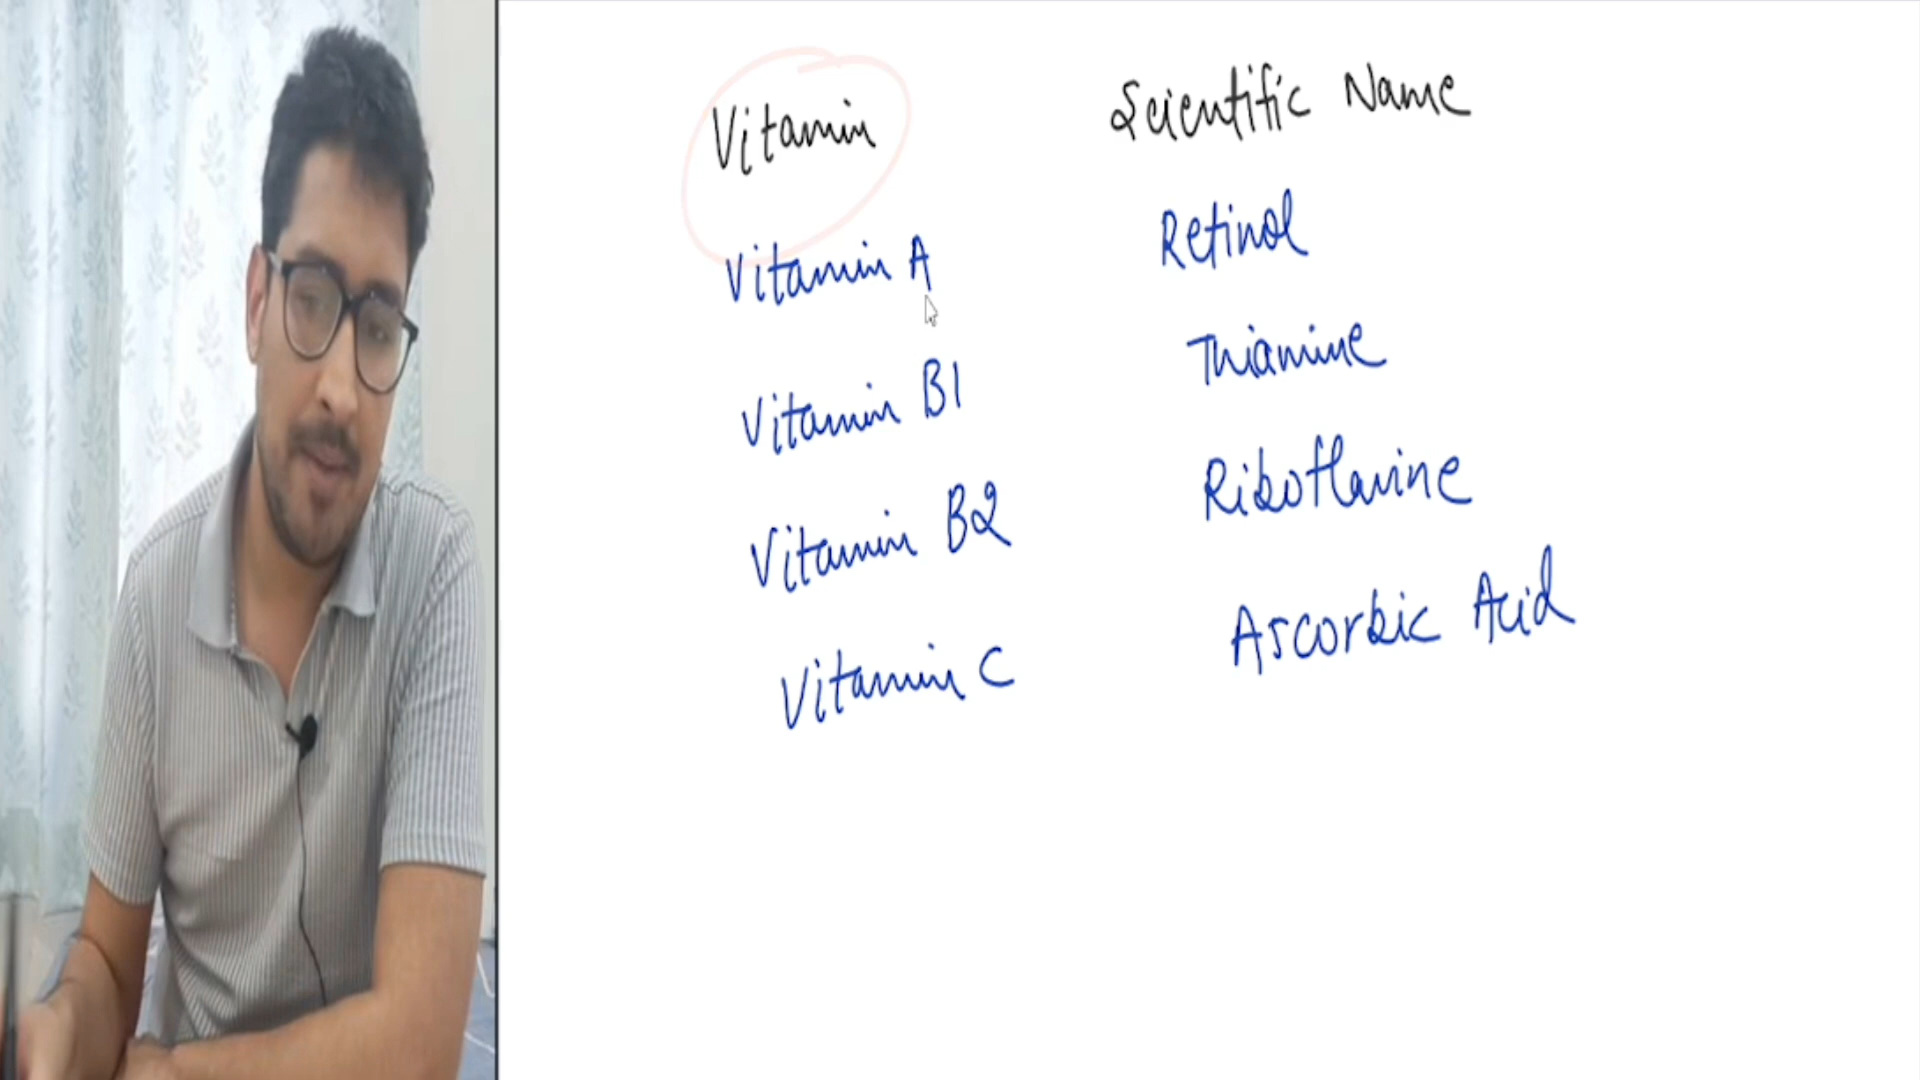 Vitamin Scientific Name
Vitamin A Retinol
Vitamin B1 Thiamine
Vitamin B2 Riboflavine
Vitamin C Ascorbic Acid